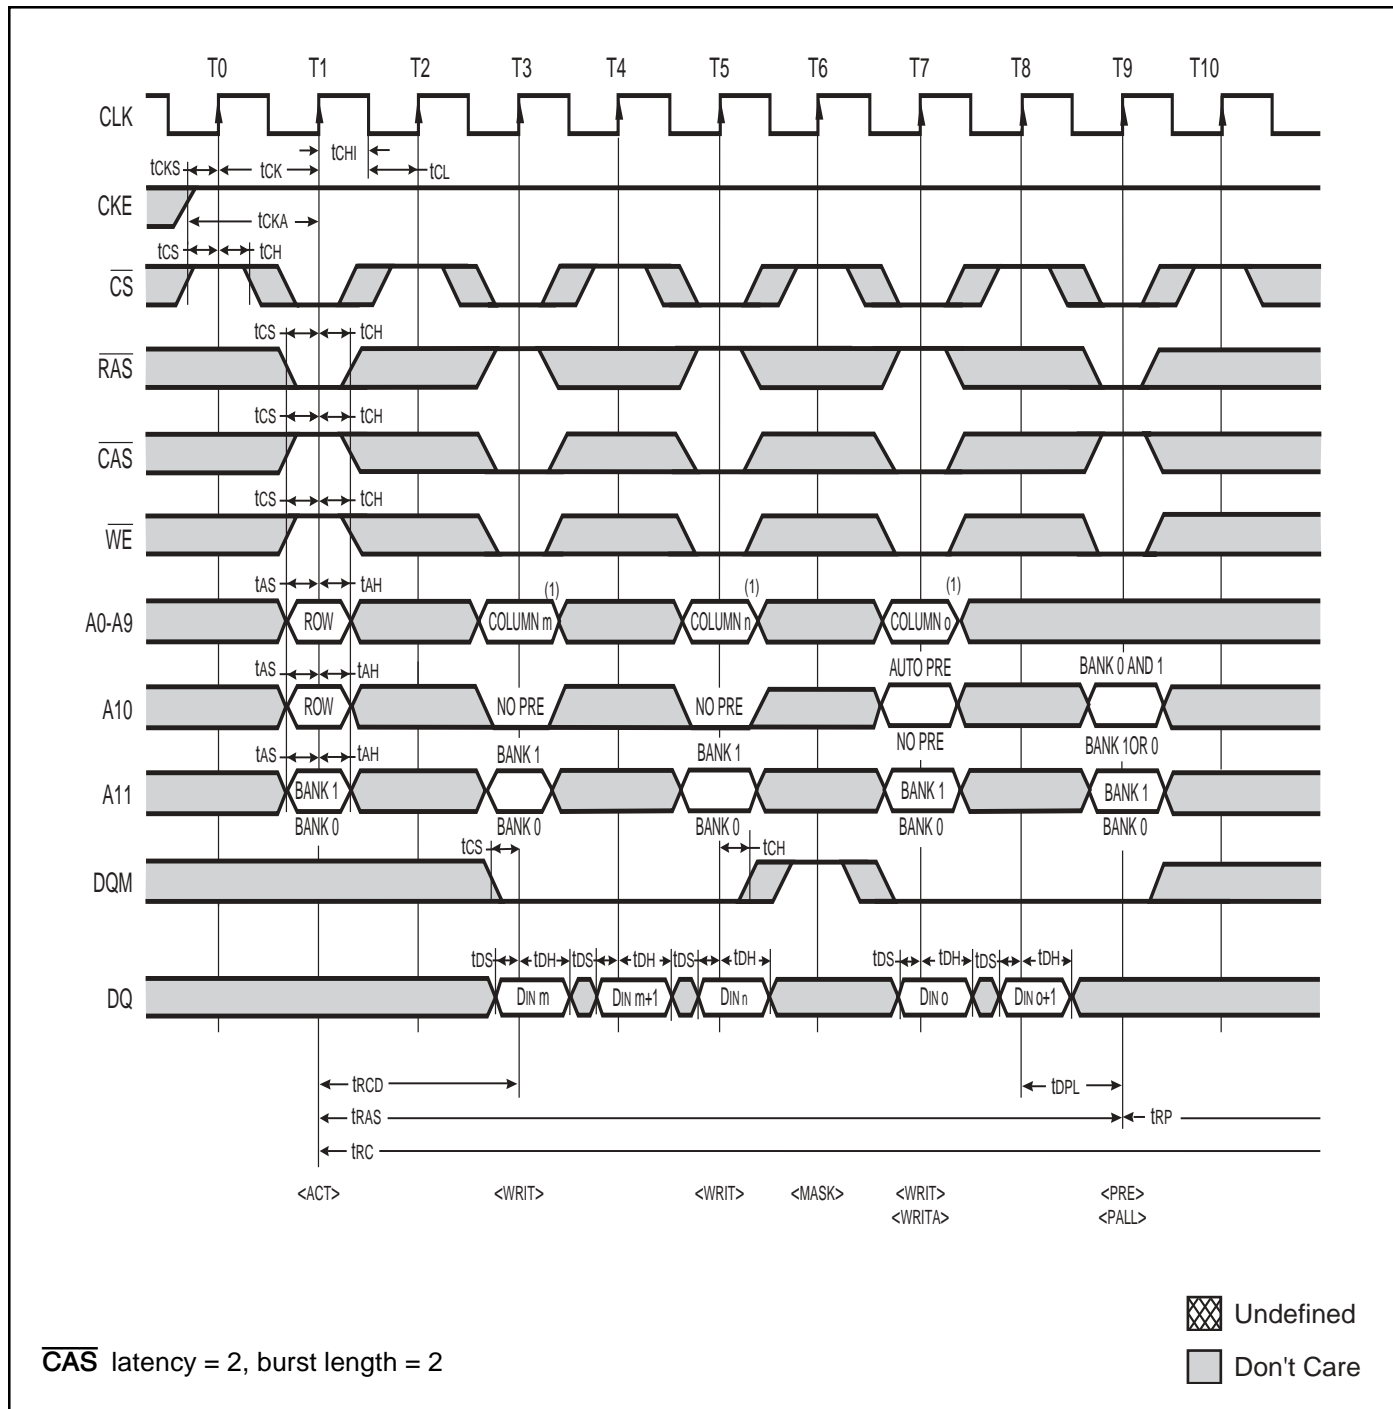 T0 T1 T2 T3 T4 T5 T6 T7 T8 T9 T10
CLK
tCHI
tCKS tCK tCL
CKE
tCKA
tCS tCH
CS
tCS tCH
RAS
tCS tCH
CAS
tCS tCH
WE
tAS tAH (1) (1) (1)
A0-A9 ROW COLUMN m COLUMN n COLUMN o
tAS tAH AUTO PRE BANK 0 AND 1
A10 ROW NO PRE NO PRE
NO PRE BANK 1OR 0
tAS tAH BANK 1 BANK 1
A11 BANK 1 BANK 1 BANK 1
BANK 0 BANK 0 BANK 0 BANK 0 BANK 0
tCS tCH
DQM
tDS tDH tDS tDH tDS tDH tDS tDH tDS tDH
DQ DIN m DIN m+1 DIN n DIN o DIN o+1
tRCD tDPL
tRAS tRP
tRC
<ACT> <WRIT> <WRIT> <MASK> <WRIT> <PRE>
<WRITA> <PALL>
Undefined
CAS latency = 2, burst length = 2
Don't Care